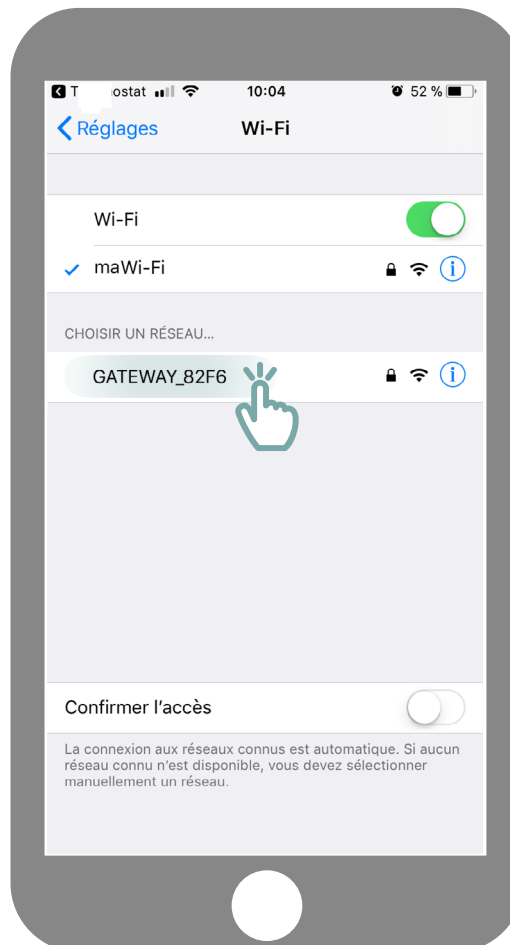 10:04 52 %
Réglages Wi-Fi
Wi-Fi
maWi-Fi
CHOISIR UN RÉSEAU...
GATEWAY_82F6
Confirmer l'accès
La connexion aux réseaux connus est automatique. Si aucun
réseau connu n'est disponible, vous devez sélectionner
manuellement un réseau.